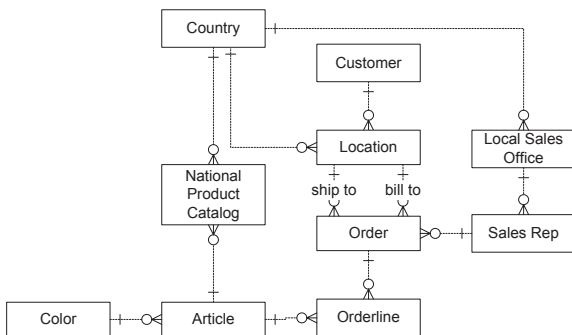 Country
Customer
Location
Local Sales
Office
National
Product
Catalog
ship to
bill to
Order
Sales Rep
Color
Article
Orderline